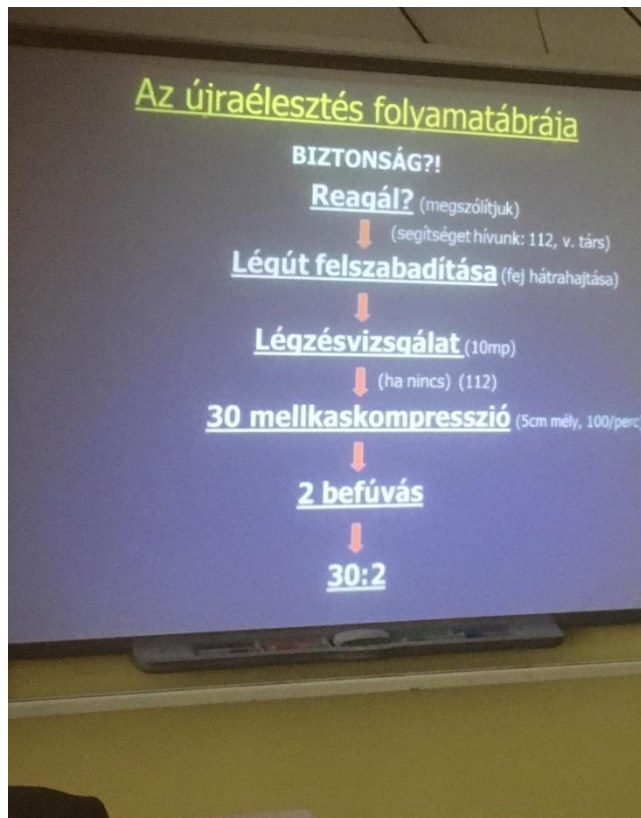 Az újraélesztés folyamatábrája
BIZTONSÁG?!
Reagál? (megszólítjuk)
(segítséget hívunk: 112, v. társ)
Légút felszabadítása (fej hátrahajtása)
Légzésvizsgálat (10mp)
(ha nincs) (112)
30 mellkaskompresszió (5cm mély, 100/perc)
2 befúvás
30:2